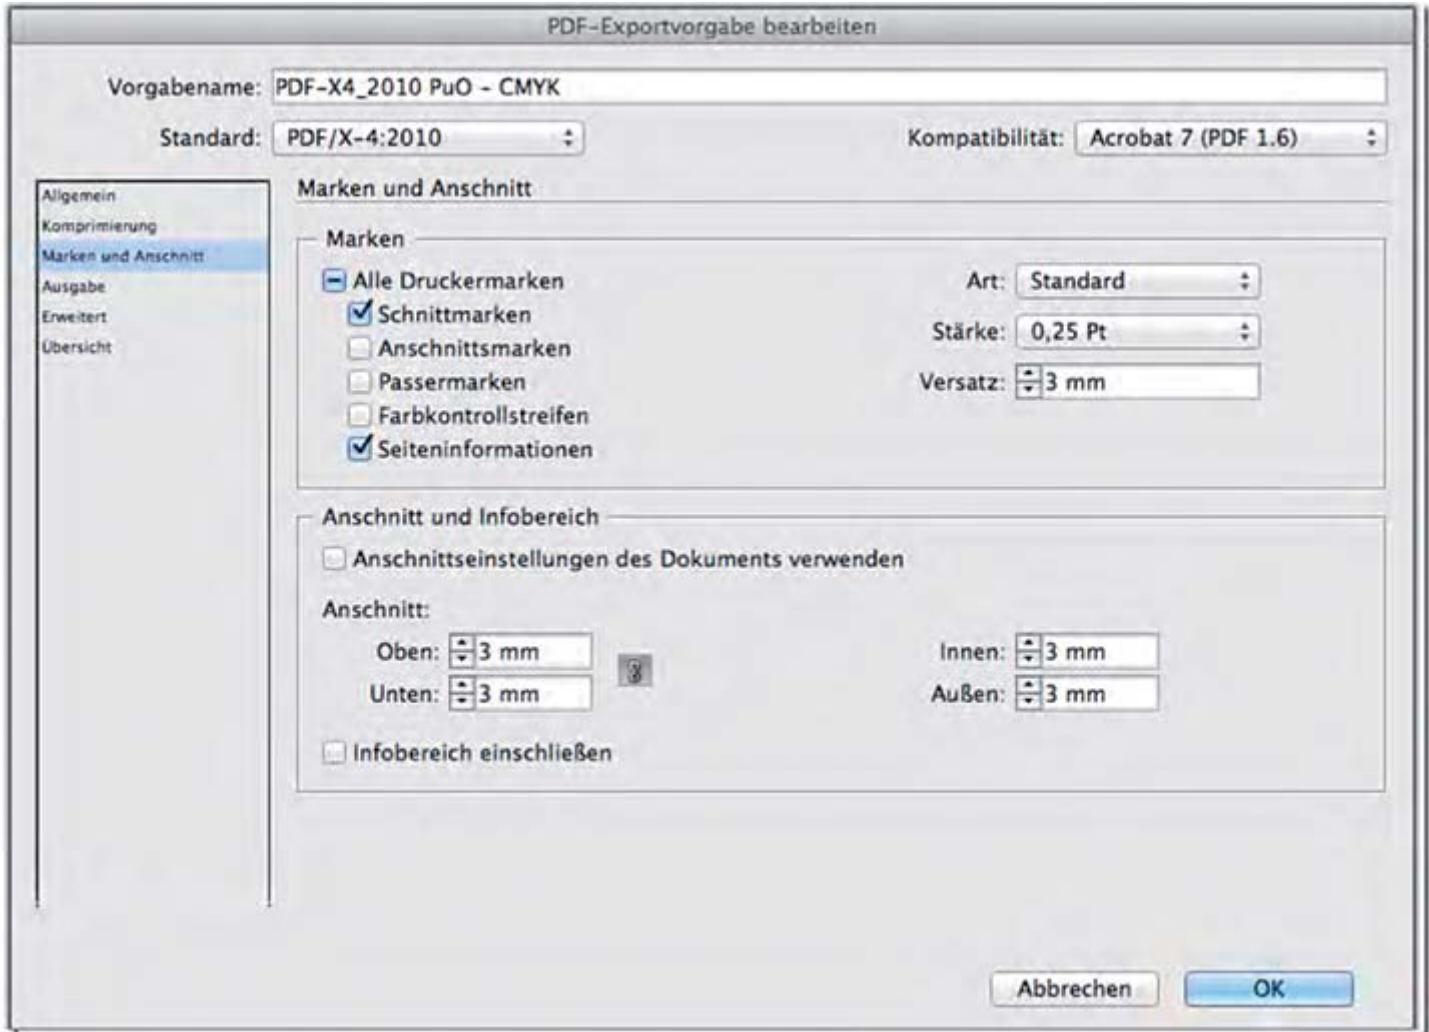 PDF-Exportvorgabe bearbeiten
Vorgabename: PDF-X4_2010 PuO - CMYK
Standard: PDF/X-4:2010 Kompatibilität: Acrobat 7 (PDF 1.6)
Allgemein
Komprimierung
Marken und Anschnitt
Ausgabe
Erweitert
Übersicht
Marken und Anschnitt
Marken
Alle Druckermarken Art: Standard
Schnittmarken
Anschnittsmarken Stärke: 0,25 Pt
Passermarken Versatz: 3 mm
Farbkontrollstreifen
Seiteninformationen
Anschnitt und Infobereich
Anschnittseinstellungen des Dokuments verwenden
Anschnitt:
Oben: 3 mm Innen: 3 mm
Unten: 3 mm Außen: 3 mm
Infobereich einschließen
Abbrechen OK